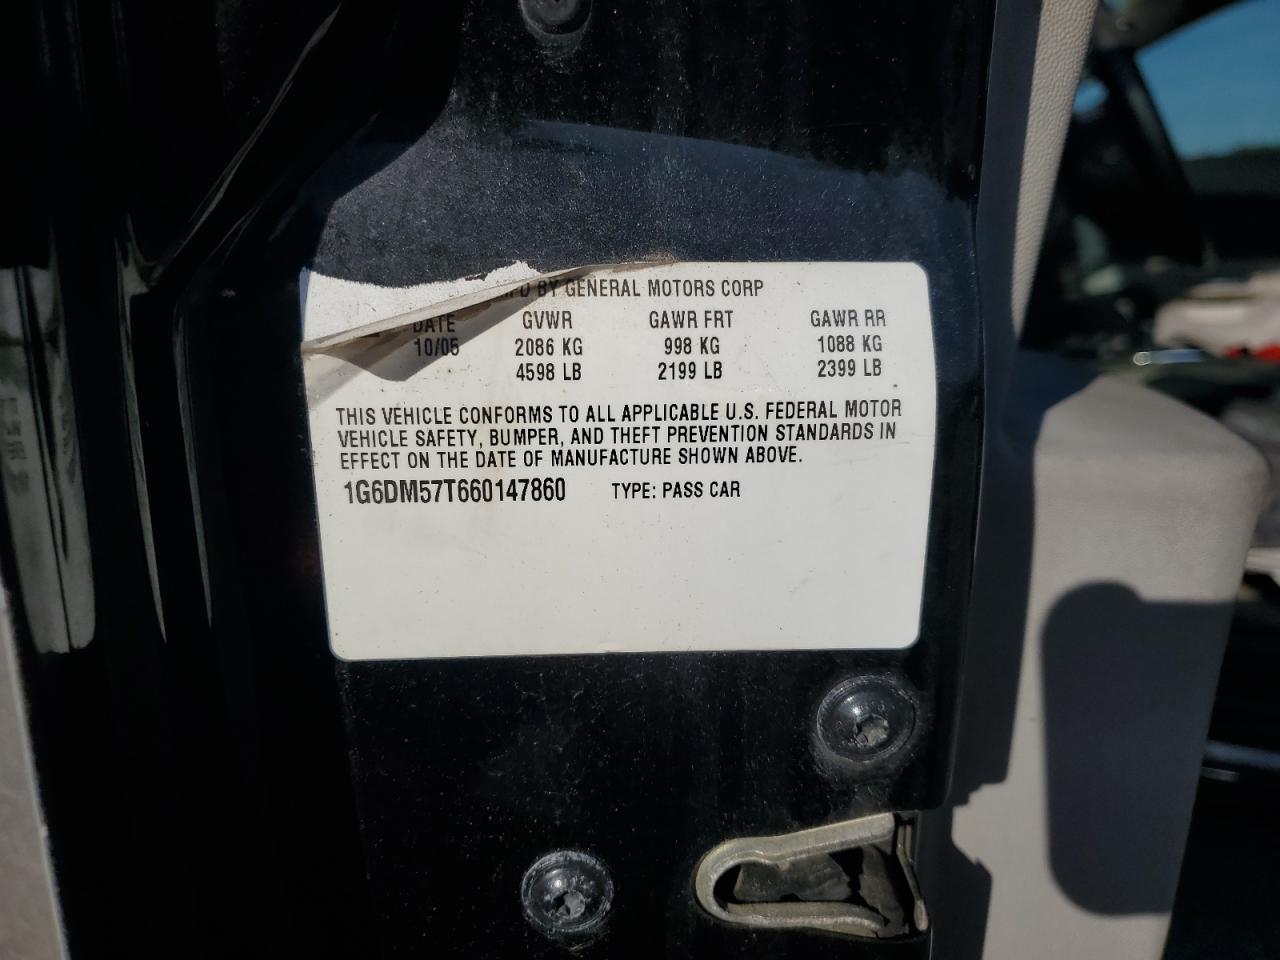 MFD BY GENERAL MOTORS CORP
DATE GVWR GAWR FRT GAWR RR
10/05 2086 KG 998 KG 1088 KG
4598 LB 2199 LB 2399 LB
THIS VEHICLE CONFORMS TO ALL APPLICABLE U.S. FEDERAL MOTOR
VEHICLE SAFETY, BUMPER, AND THEFT PREVENTION STANDARDS IN
EFFECT ON THE DATE OF MANUFACTURE SHOWN ABOVE.
1G6DM57T660147860 TYPE: PASS CAR